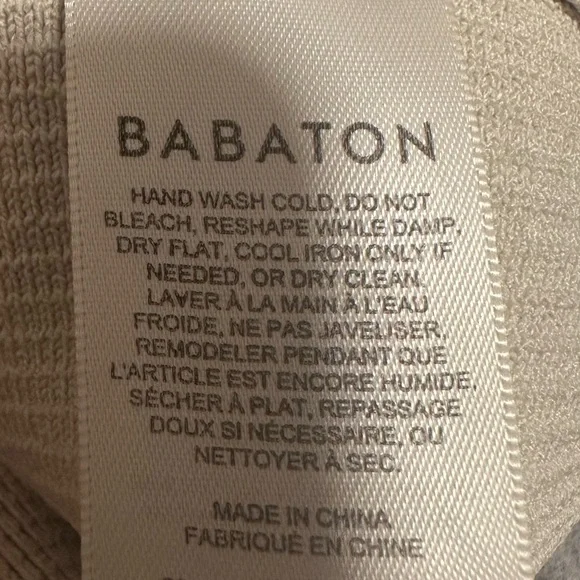 BABATON
HAND WASH COLD, DO NOT
BLEACH, RESHAPE WHILE DAMP,
DRY FLAT, COOL IRON ONLY IF
NEEDED, OR DRY CLEAN.
LAVER À LA MAIN À L'EAU
FROIDE, NE PAS JAVELISER,
REMODELER PENDANT QUE
L'ARTICLE EST ENCORE HUMIDE,
SÉCHER À PLAT, REPASSAGE
DOUX SI NÉCESSAIRE, OU
NETTOYER À SEC.
MADE IN CHINA
FABRIQUÉ EN CHINE